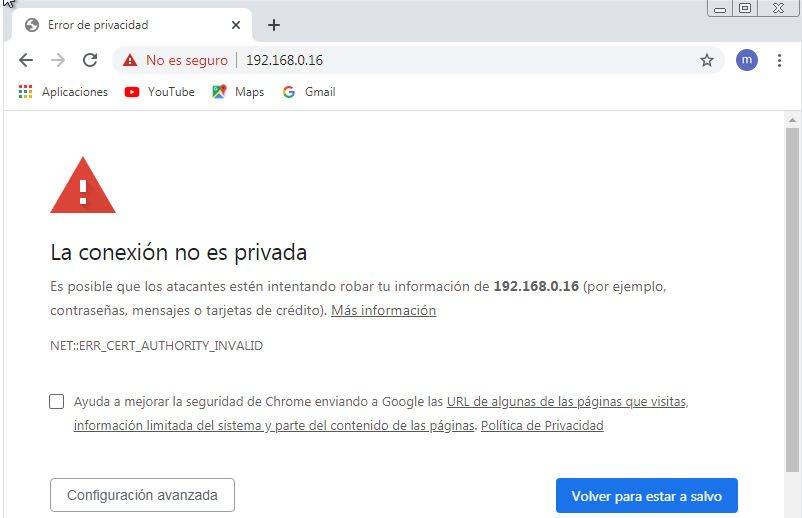 Error de privacidad
No es seguro 192.168.0.16
m
Aplicaciones YouTube Maps Gmail
La conexión no es privada
Es posible que los atacantes estén intentando robar tu información de 192.168.0.16 (por ejemplo,
contraseñas, mensajes o tarjetas de crédito). Más información
NET::ERR_CERT_AUTHORITY_INVALID
Ayuda a mejorar la seguridad de Chrome enviando a Google las URL de algunas de las páginas que visitas,
información limitada del sistema y parte del contenido de las páginas. Política de Privacidad
Configuración avanzada Volver para estar a salvo